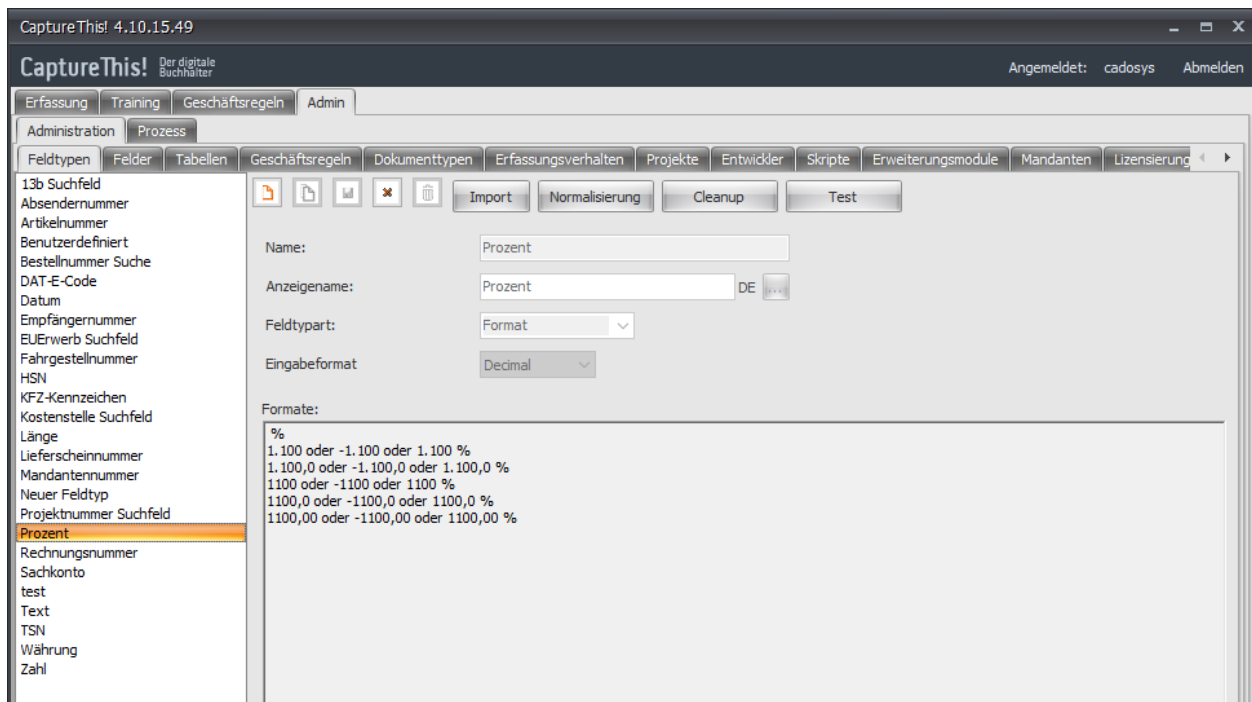 CaptureThis! 4.10.15.49
CaptureThis! Der digitale Buchhalter
Angemeldet: cadosys Abmelden
Erfassung Training Geschäftsregeln Admin
Administration Prozess
Feldtypen Felder Tabellen Geschäftsregeln Dokumenttypen Erfassungsverhalten Projekte Entwickler Skripte Erweiterungsmodule Mandanten Lizensierung
13b Suchfeld
Absendernummer
Artikelnummer
Benutzerdefiniert
Bestellnummer Suche
DAT-E-Code
Datum
Empfängernummer
EUErwerb Suchfeld
Fahrgestellnummer
HSN
KFZ-Kennzeichen
Kostenstelle Suchfeld
Länge
Lieferscheinnummer
Mandantennummer
Neuer Feldtyp
Projektnummer Suchfeld
Prozent
Rechnungsnummer
Sachkonto
test
Text
TSN
Währung
Zahl
Import Normalisierung Cleanup Test
Name: Prozent
Anzeigename: Prozent DE ...
Feldtypart: Format
Eingabeformat Decimal
Formate:
%
1.100 oder -1.100 oder 1.100 %
1.100,0 oder -1.100,0 oder 1.100,0 %
1100 oder -1100 oder 1100 %
1100,0 oder -1100,0 oder 1100,0 %
1100,00 oder -1100,00 oder 1100,00 %